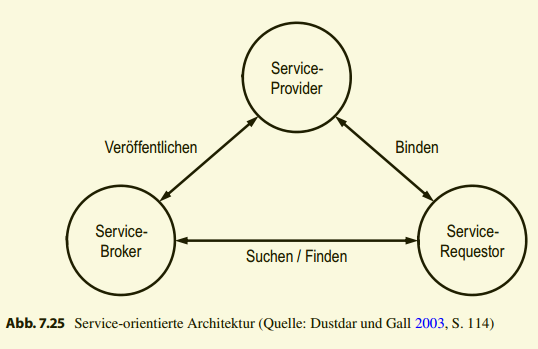 Service-
Provider
Veröffentlichen
Binden
Service-
Broker
Service-
Requestor
Suchen / Finden
Abb. 7.25 Service-orientierte Architektur (Quelle: Dustdar und Gall 2003, S. 114)